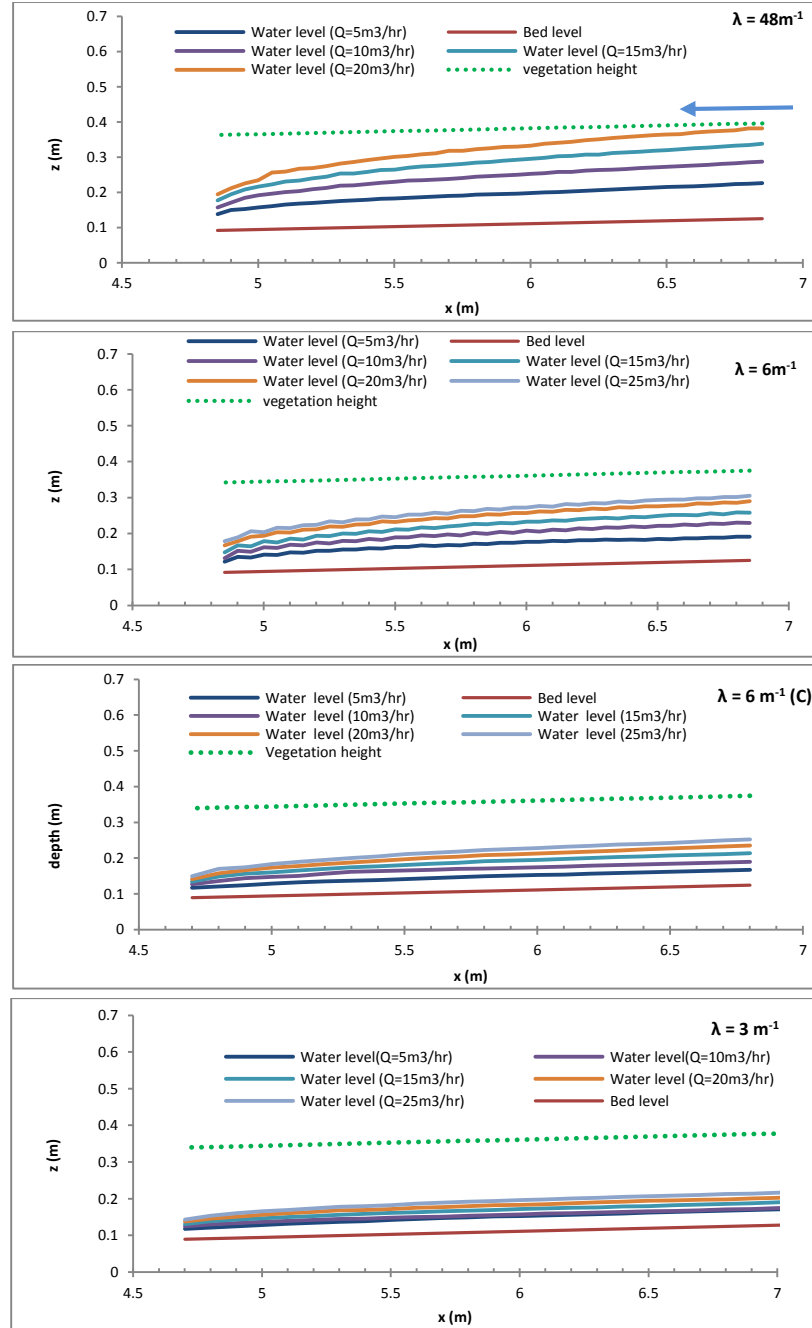 λ = 48m⁻¹
Water level (Q=5m3/hr) Bed level
Water level (Q=10m3/hr) Water level (Q=15m3/hr)
Water level (Q=20m3/hr) vegetation height
0.7
0.6
0.5
0.4
0.3
0.2
0.1
0
z (m)
4.5 5 5.5 6 6.5 7
x (m)
λ = 6m⁻¹
Water level (Q=5m3/hr) Bed level
Water level (Q=10m3/hr) Water level (Q=15m3/hr)
Water level (Q=20m3/hr) Water level (Q=25m3/hr)
vegetation height
0.7
0.6
0.5
0.4
0.3
0.2
0.1
0
z (m)
4.5 5 5.5 6 6.5 7
x (m)
λ = 6 m⁻¹ (C)
Water level (5m3/hr) Bed level
Water level (10m3/hr) Water level (15m3/hr)
Water level (20m3/hr) Water level (25m3/hr)
Vegetation height
0.7
0.6
0.5
0.4
0.3
0.2
0.1
0
depth (m)
4.5 5 5.5 6 6.5 7
x (m)
λ = 3 m⁻¹
Water level(Q=5m3/hr) Water level(Q=10m3/hr)
Water level (Q=15m3/hr) Water level (Q=20m3/hr)
Water level (Q=25m3/hr) Bed level
0.7
0.6
0.5
0.4
0.3
0.2
0.1
0
z (m)
4.5 5 5.5 6 6.5 7
x (m)